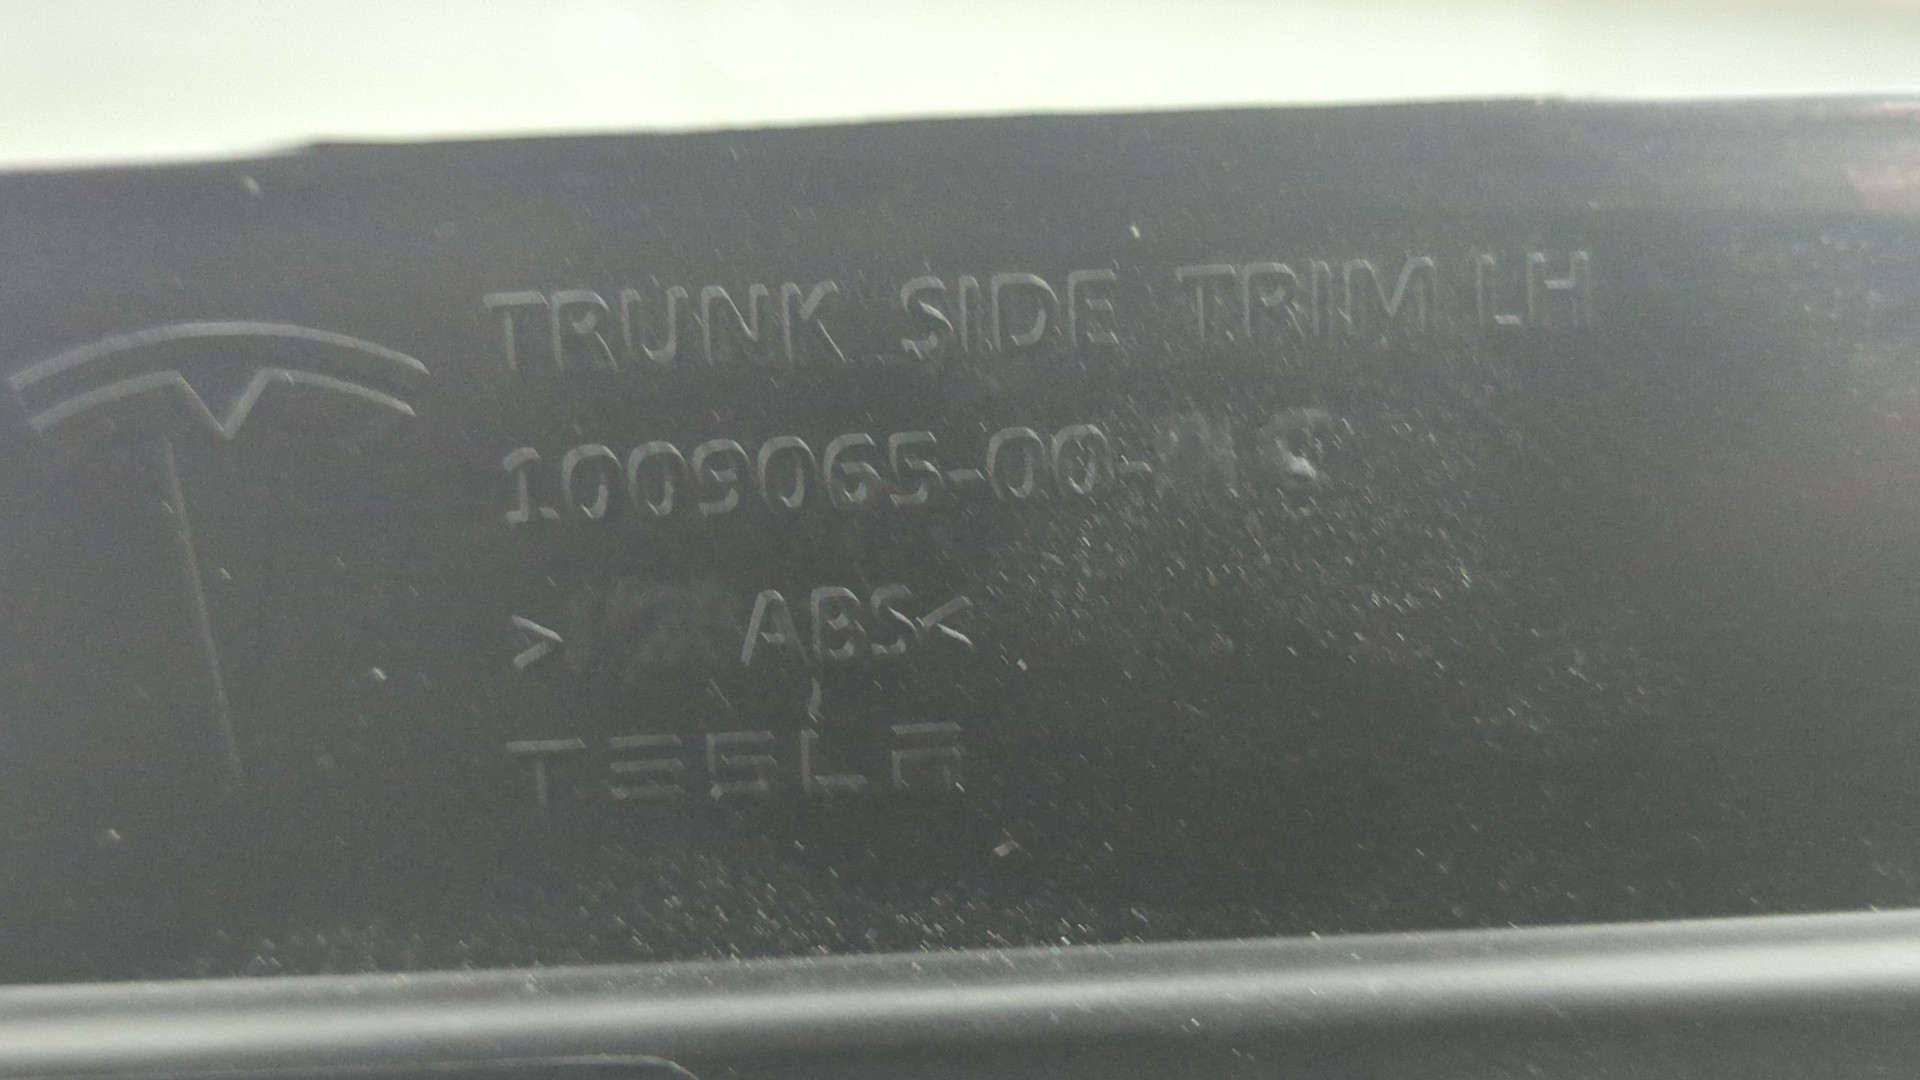 TRUNK SIDE TRIM LH
1009065-00-
> ABS<
TESLA